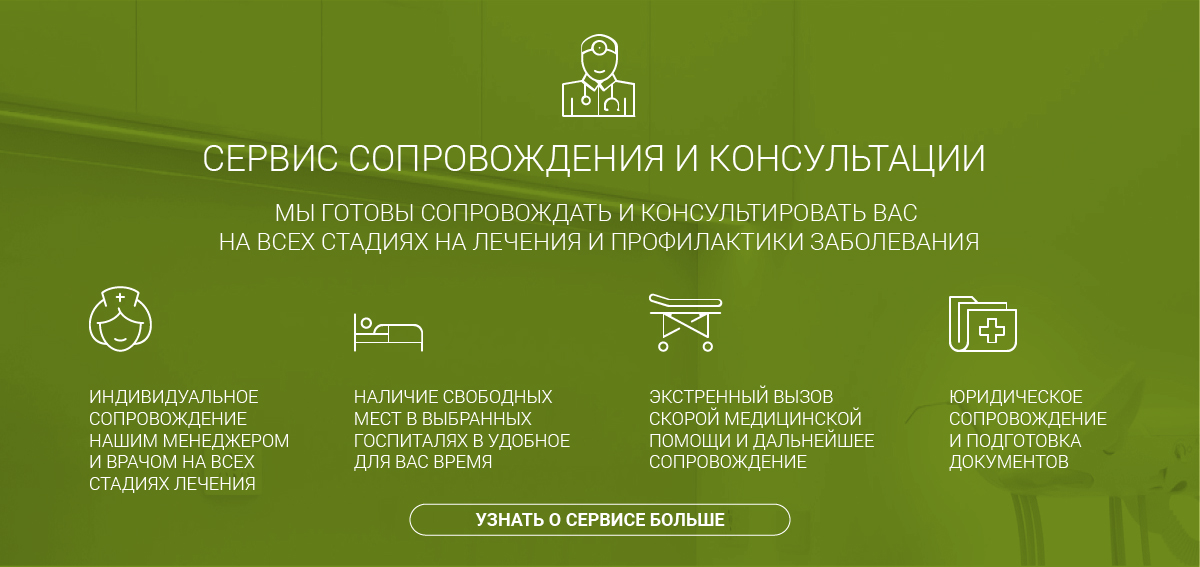 СЕРВИС СОПРОВОЖДЕНИЯ И КОНСУЛЬТАЦИИ
МЫ ГОТОВЫ СОПРОВОЖДАТЬ И КОНСУЛЬТИРОВАТЬ ВАС
НА ВСЕХ СТАДИЯХ НА ЛЕЧЕНИЯ И ПРОФИЛАКТИКИ ЗАБОЛЕВАНИЯ
ИНДИВИДУАЛЬНОЕ
СОПРОВОЖДЕНИЕ
НАШИМ МЕНЕДЖЕРОМ
И ВРАЧОМ НА ВСЕХ
СТАДИЯХ ЛЕЧЕНИЯ
НАЛИЧИЕ СВОБОДНЫХ
МЕСТ В ВЫБРАННЫХ
ГОСПИТАЛЯХ В УДОБНОЕ
ДЛЯ ВАС ВРЕМЯ
ЭКСТРЕННЫЙ ВЫЗОВ
СКОРОЙ МЕДИЦИНСКОЙ
ПОМОЩИ И ДАЛЬНЕЙШЕЕ
СОПРОВОЖДЕНИЕ
ЮРИДИЧЕСКОЕ
СОПРОВОЖДЕНИЕ
И ПОДГОТОВКА
ДОКУМЕНТОВ
УЗНАТЬ О СЕРВИСЕ БОЛЬШЕ